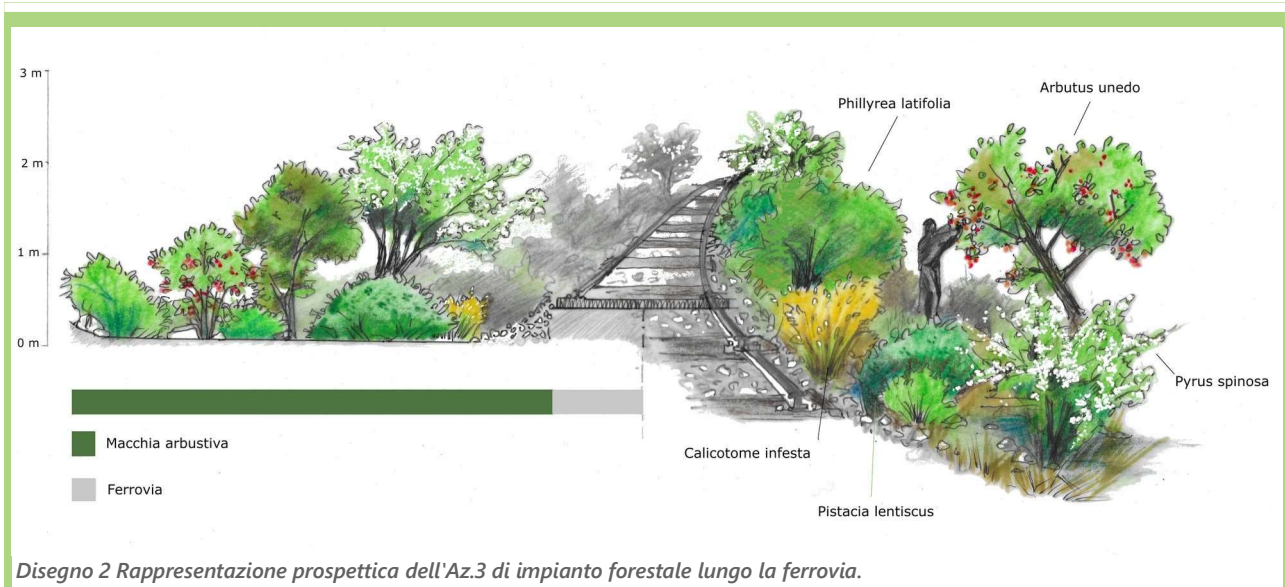 3 m
Arbutus unedo
Phillyrea latifolia
2 m
1 m
0 m
Pyrus spinosa
Macchia arbustiva
Calicotome infesta
Ferrovia
Pistacia lentiscus
Disegno 2 Rappresentazione prospettica dell'Az.3 di impianto forestale lungo la ferrovia.